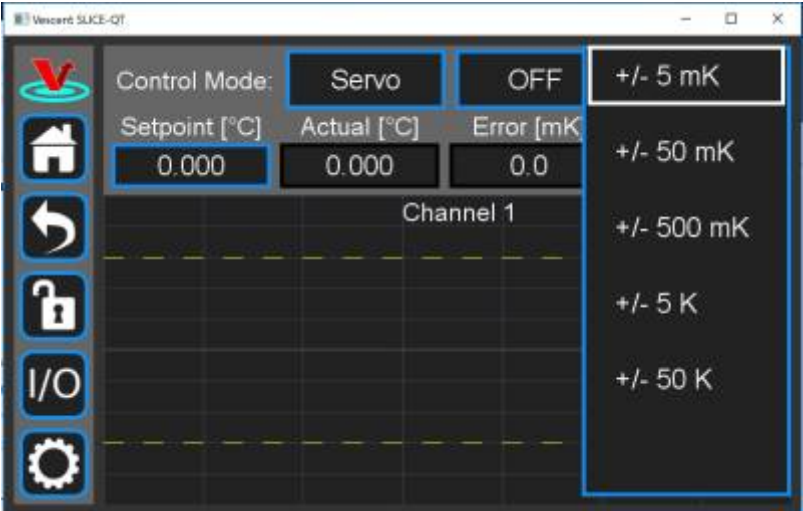 Vescent SLICE-QT
Control Mode: Servo OFF
Setpoint [°C] Actual [°C] Error [mK
0.000 0.000 0.0
Channel 1
I/O
+/- 5 mK
+/- 50 mK
+/- 500 mK
+/- 5 K
+/- 50 K